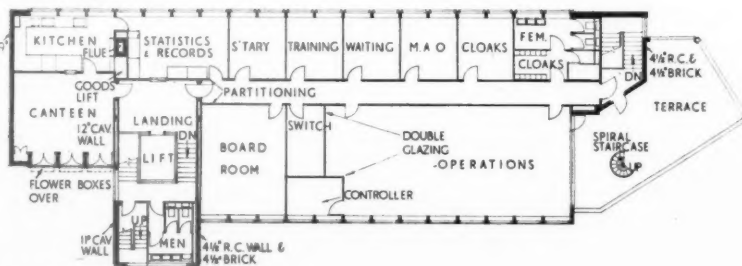 KITCHEN
FLUE
STATISTICS
& RECORDS
S'TARY
TRAINING
WAITING
M.A.O
CLOAKS
FEM.
CLOAKS
DN
4½" R.C. &
4½" BRICK
GOODS
LIFT
PARTITIONING
TERRACE
CANTEEN
12" CAV.
WALL
LANDING
DN
LIFT
BOARD
ROOM
SWITCH
DOUBLE
GLAZING
OPERATIONS
SPIRAL
STAIRCASE
UP
FLOWER BOXES
OVER
CONTROLLER
UP
MEN
11" CAV.
WALL
4½" R.C. WALL &
4½" BRICK